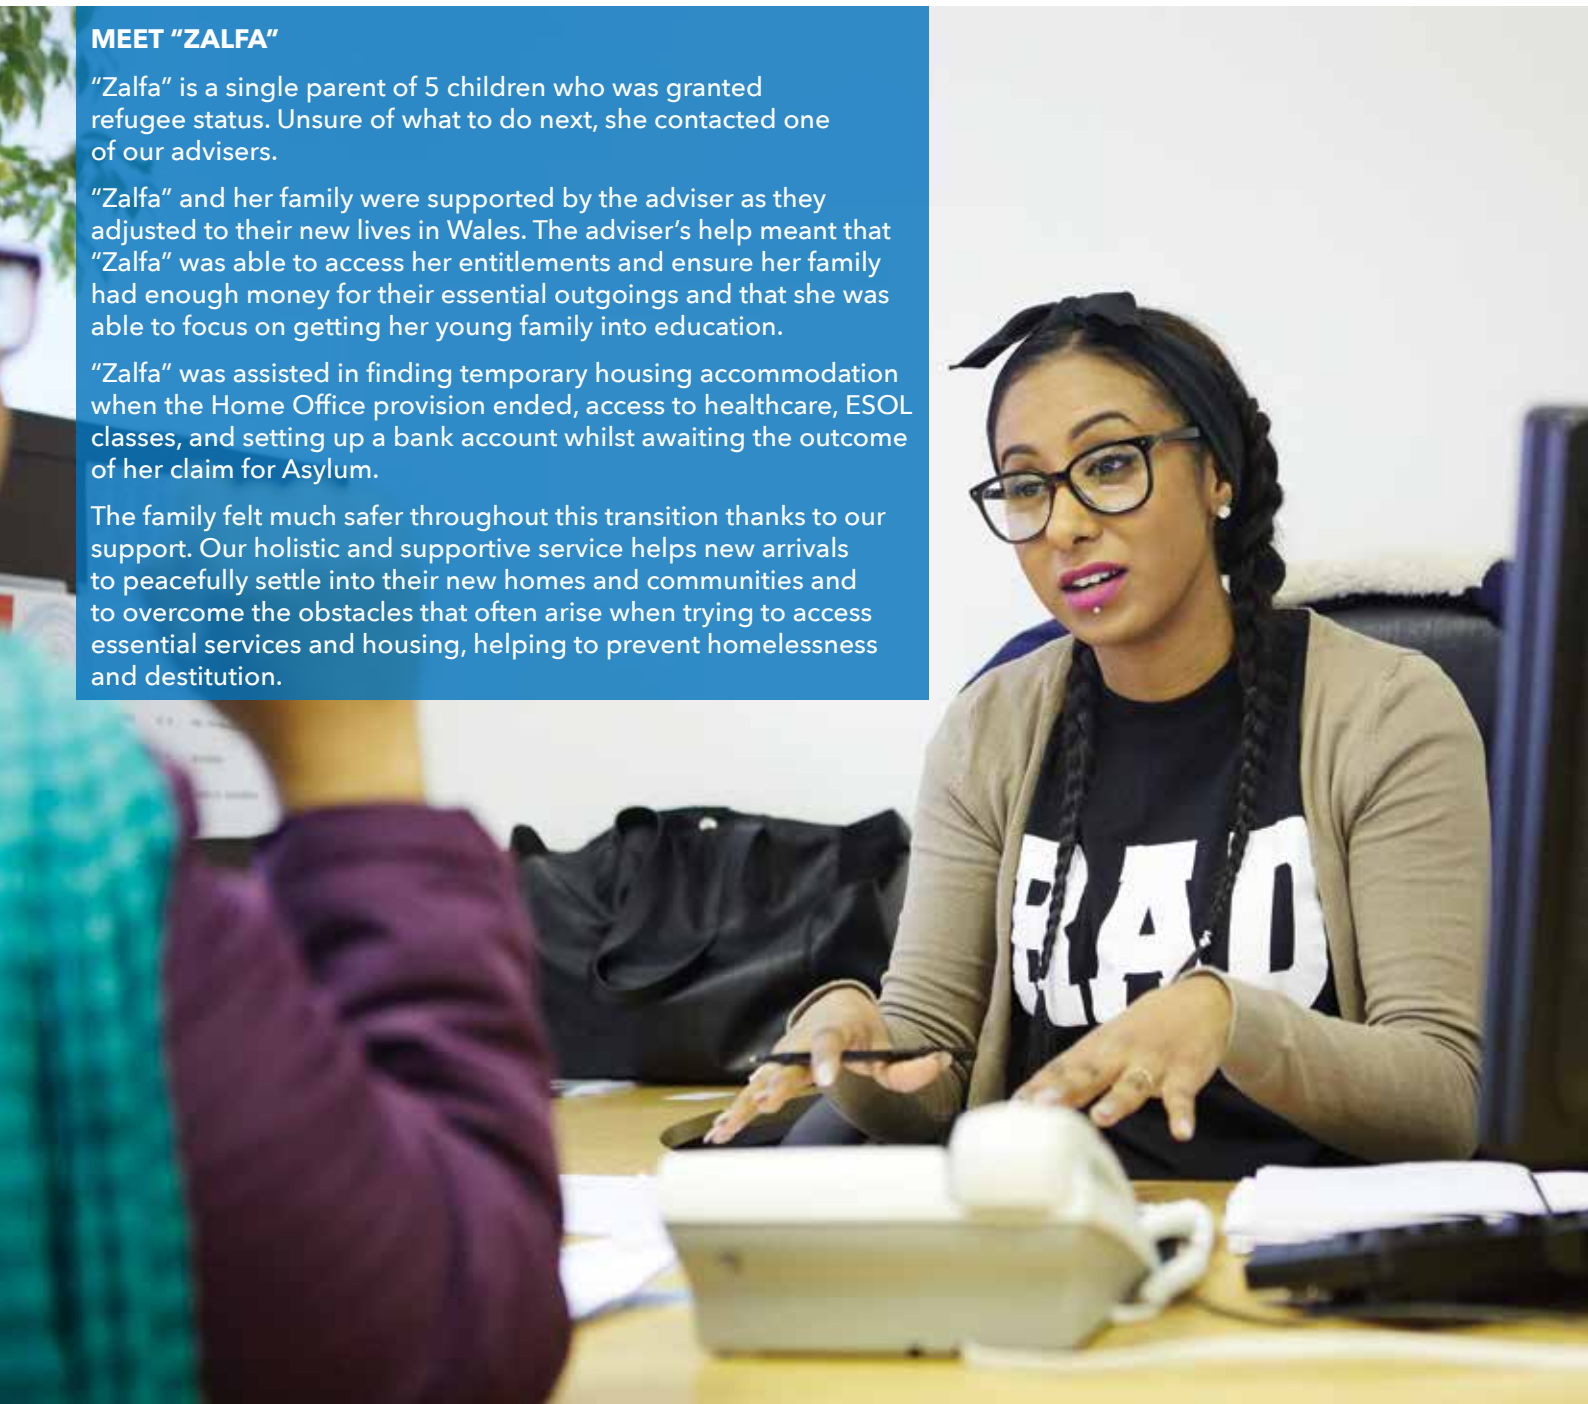 MEET “ZALFA”
“Zalfa” is a single parent of 5 children who was granted
refugee status. Unsure of what to do next, she contacted one
of our advisers.
“Zalfa” and her family were supported by the adviser as they
adjusted to their new lives in Wales. The adviser’s help meant that
“Zalfa” was able to access her entitlements and ensure her family
had enough money for their essential outgoings and that she was
able to focus on getting her young family into education.
“Zalfa” was assisted in finding temporary housing accommodation
when the Home Office provision ended, access to healthcare, ESOL
classes, and setting up a bank account whilst awaiting the outcome
of her claim for Asylum.
The family felt much safer throughout this transition thanks to our
support. Our holistic and supportive service helps new arrivals
to peacefully settle into their new homes and communities and
to overcome the obstacles that often arise when trying to access
essential services and housing, helping to prevent homelessness
and destitution.
RAD